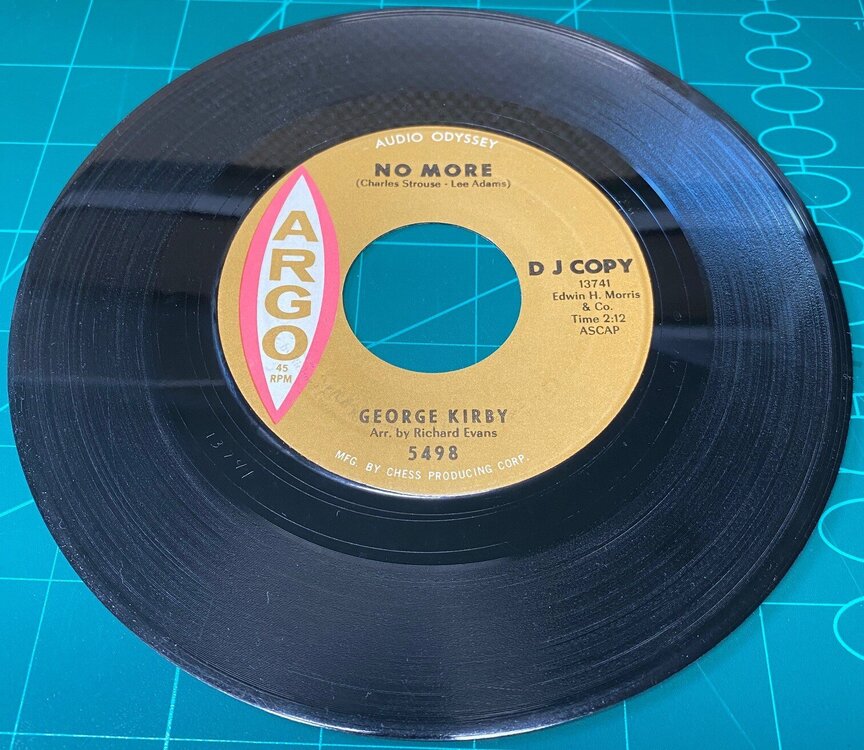 AUDIO ODYSSEY
NO MORE
(Charles Strouse · Lee Adams)
ARGO
45
RPM
D J COPY
13741
Edwin H. Morris
& Co.
Time 2:12
ASCAP
GEORGE KIRBY
Arr. by Richard Evans
5498
MFG. BY CHESS PRODUCING CORP.
13741